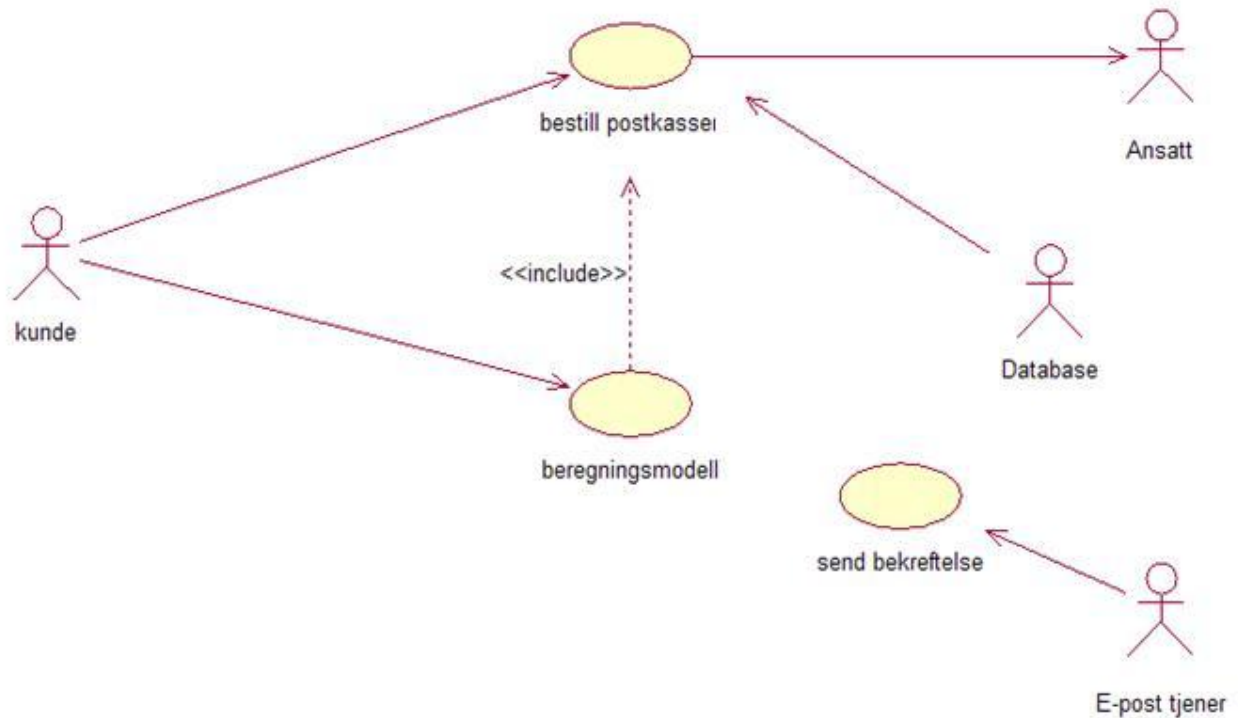 bestill postkasser
Ansatt
<<include>>
kunde
Database
beregningsmodell
send bekreftelse
E-post tjener